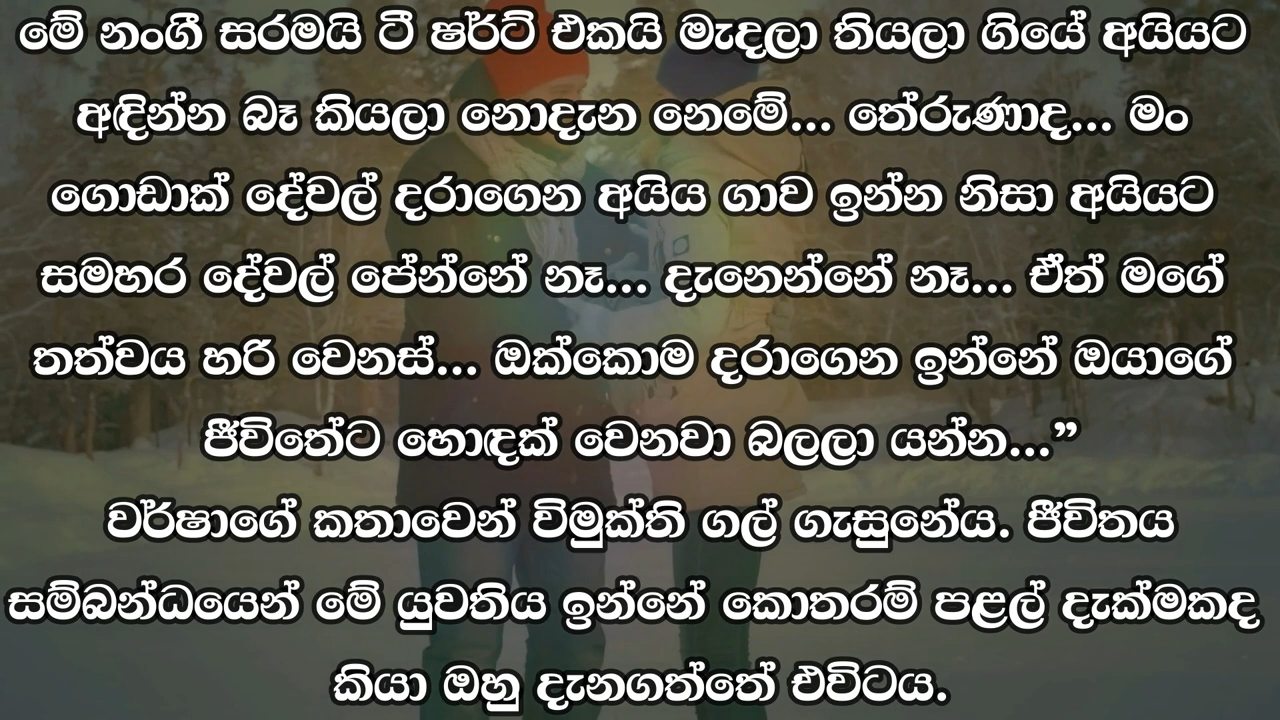 මේ නංගී සරමයි ටී ෂර්ට් එකයි මැදලා තියලා ගියේ අයියට
අඳින්න බෑ කියලා නොදැන නෙමේ... තේරුණාද... මං
ගොඩාක් දේවල් දරාගෙන අයිය ගාව ඉන්න නිසා අයියට
සමහර දේවල් පේන්නේ නෑ... දැනෙන්නේ නෑ... ඒත් මගේ
තත්වය හරි වෙනස්... ඔක්කොම දරාගෙන ඉන්නේ ඔයාගේ
ජීවිතේට හොඳක් වෙනවා බලලා යන්න...”
වර්ෂාගේ කතාවෙන් විමුක්ති ගල් ගැසුනේය. ජීවිතය
සම්බන්ධයෙන් මේ යුවතිය ඉන්නේ කොතරම් පළල් දැක්මකද
කියා ඔහු දැනගත්තේ එවිටය.